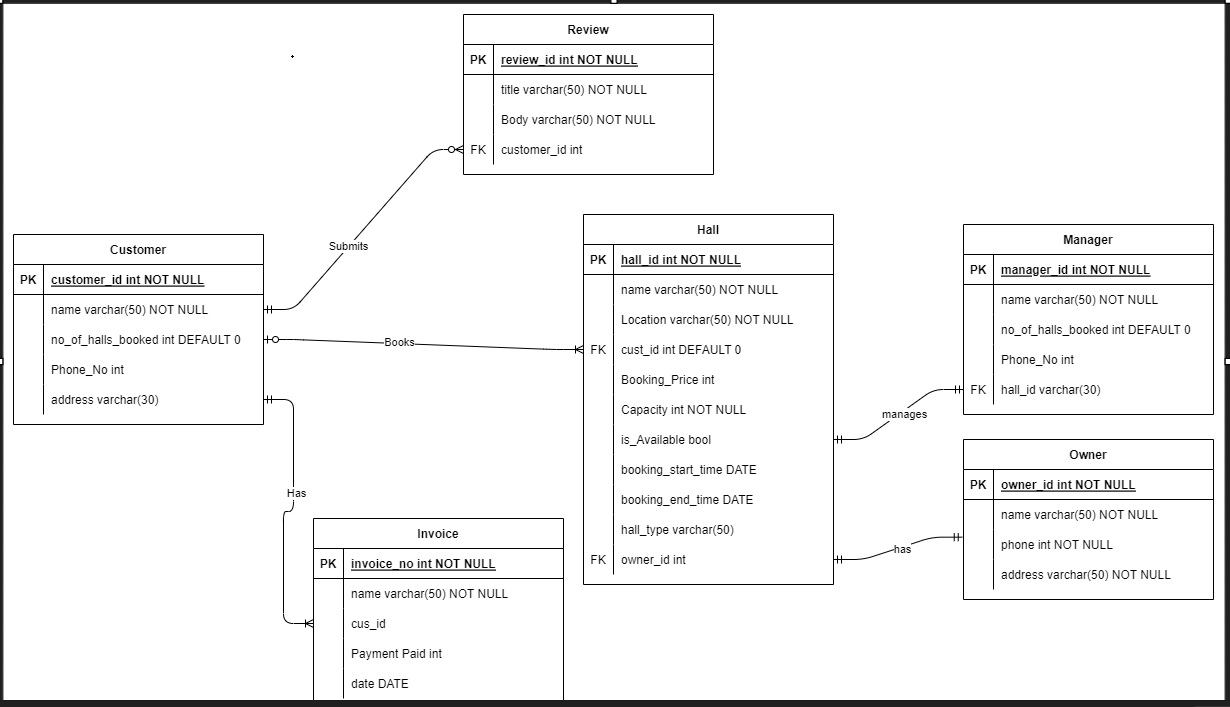 Review
PK review_id int NOT NULL
title varchar(50) NOT NULL
Body varchar(50) NOT NULL
FK customer_id int
Submits
Customer
PK customer_id int NOT NULL
name varchar(50) NOT NULL
no_of_halls_booked int DEFAULT 0
Phone_No int
address varchar(30)
Books
Hall
PK hall_id int NOT NULL
name varchar(50) NOT NULL
Location varchar(50) NOT NULL
FK cust_id int DEFAULT 0
Booking_Price int
Capacity int NOT NULL
is_Available bool
booking_start_time DATE
booking_end_time DATE
hall_type varchar(50)
FK owner_id int
Manager
PK manager_id int NOT NULL
name varchar(50) NOT NULL
no_of_halls_booked int DEFAULT 0
Phone_No int
FK hall_id varchar(30)
manages
Owner
PK owner_id int NOT NULL
name varchar(50) NOT NULL
phone int NOT NULL
address varchar(50) NOT NULL
has
Has
Invoice
PK invoice_no int NOT NULL
name varchar(50) NOT NULL
cus_id
Payment Paid int
date DATE